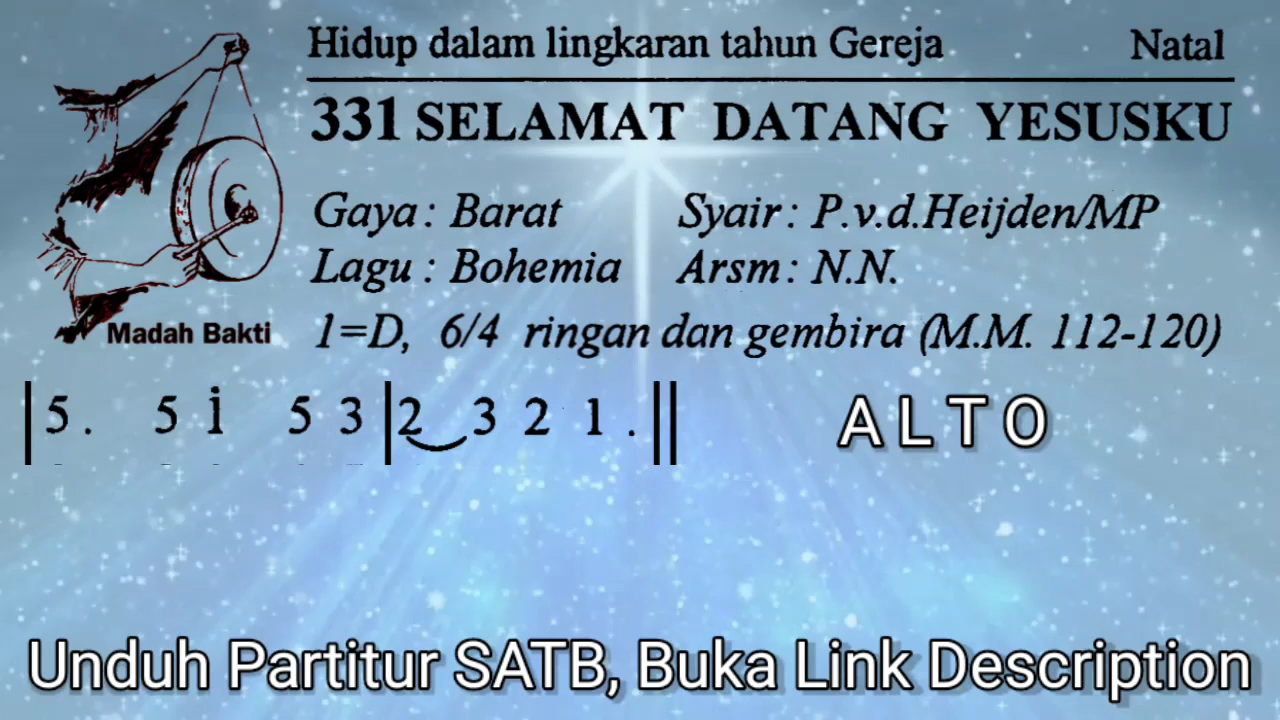 Hidup dalam lingkaran tahun Gereja Natal
331 SELAMAT DATANG YESUSKU
Gaya : Barat Syair : P.v.d.Heijden/MP
Lagu : Bohemia Arsm : N.N.
Madah Bakti 1=D, 6/4 ringan dan gembira (M.M. 112-120)
|5 . 5 i̇ 5 3 |2 3 2 1 . || ALTO
Unduh Partitur SATB, Buka Link Description